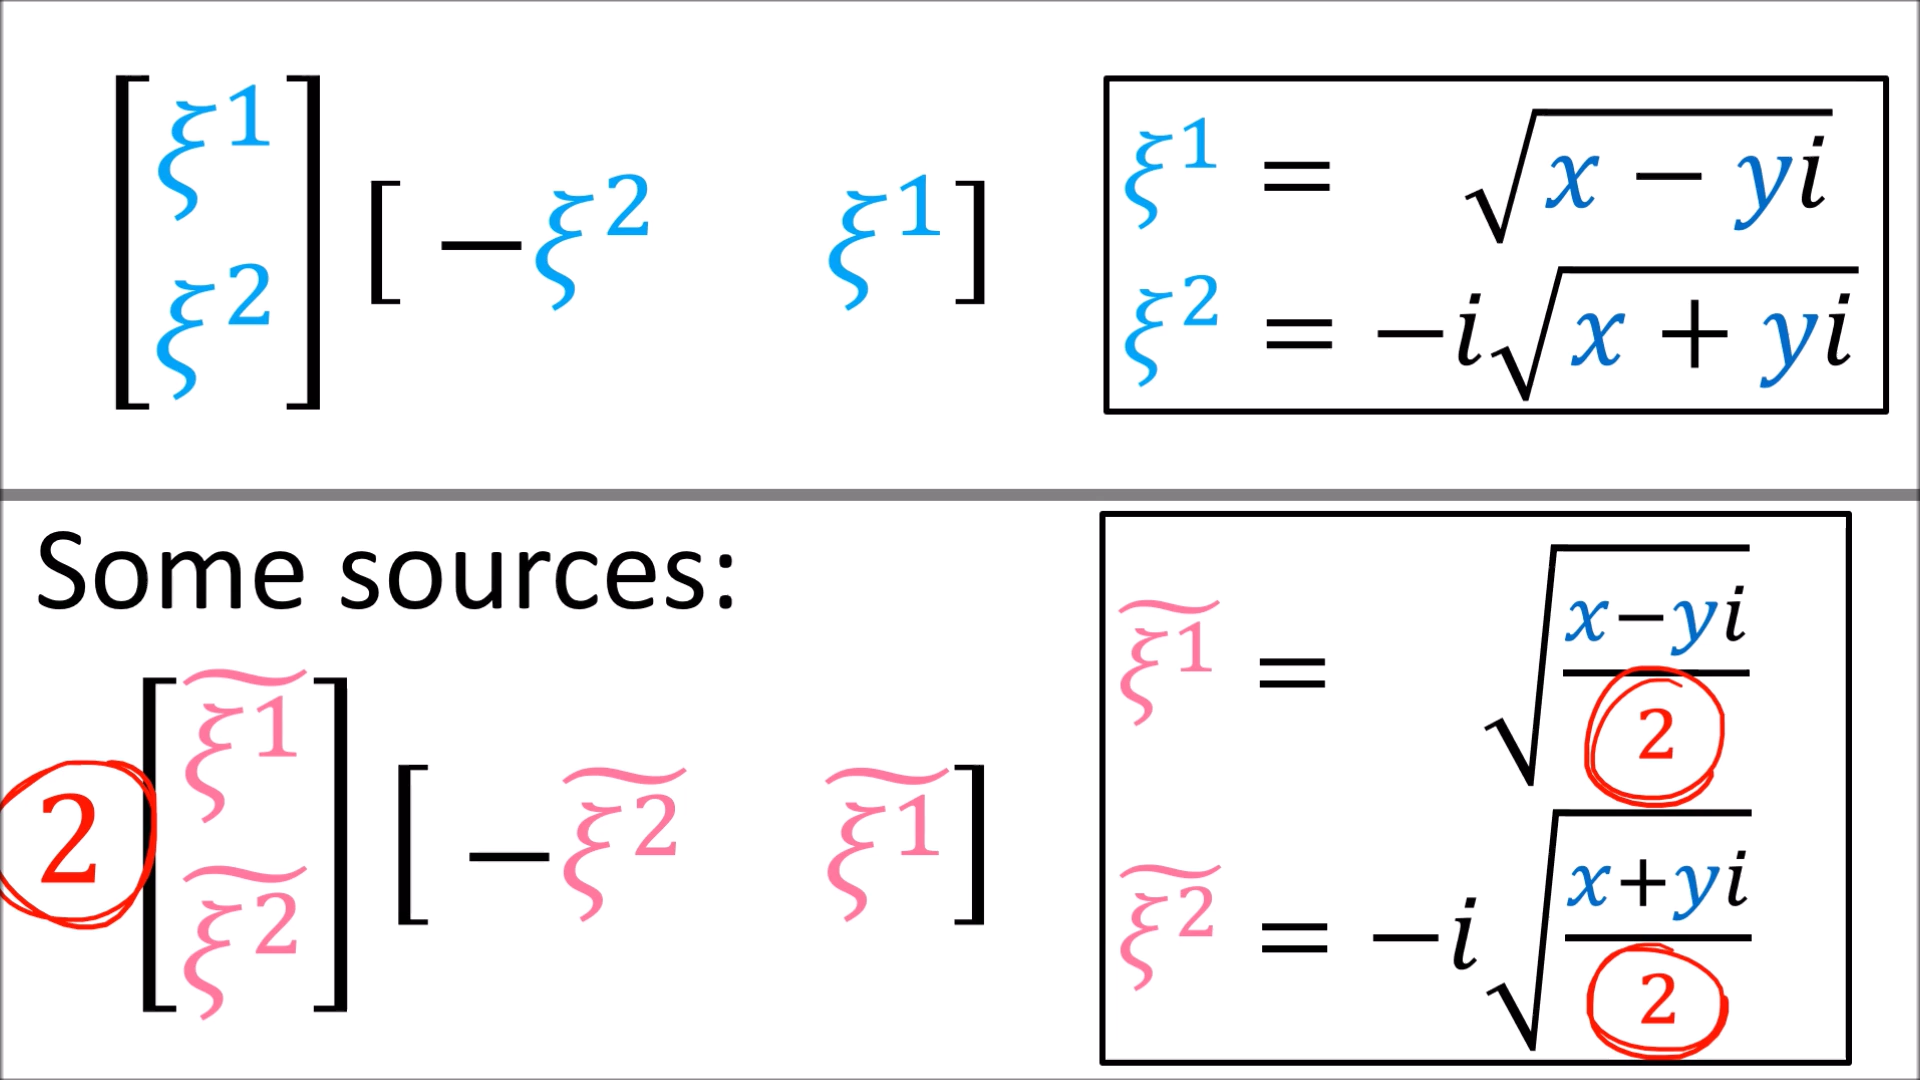 [ξ¹ ξ²] [−ξ² ξ¹]
ξ¹ = √(x − yi)
ξ² = −i√(x + yi)
Some sources:
2 [ξ̃¹ ξ̃²] [−ξ̃² ξ̃¹]
ξ̃¹ = √((x−yi)/2)
ξ̃² = −i√((x+yi)/2)